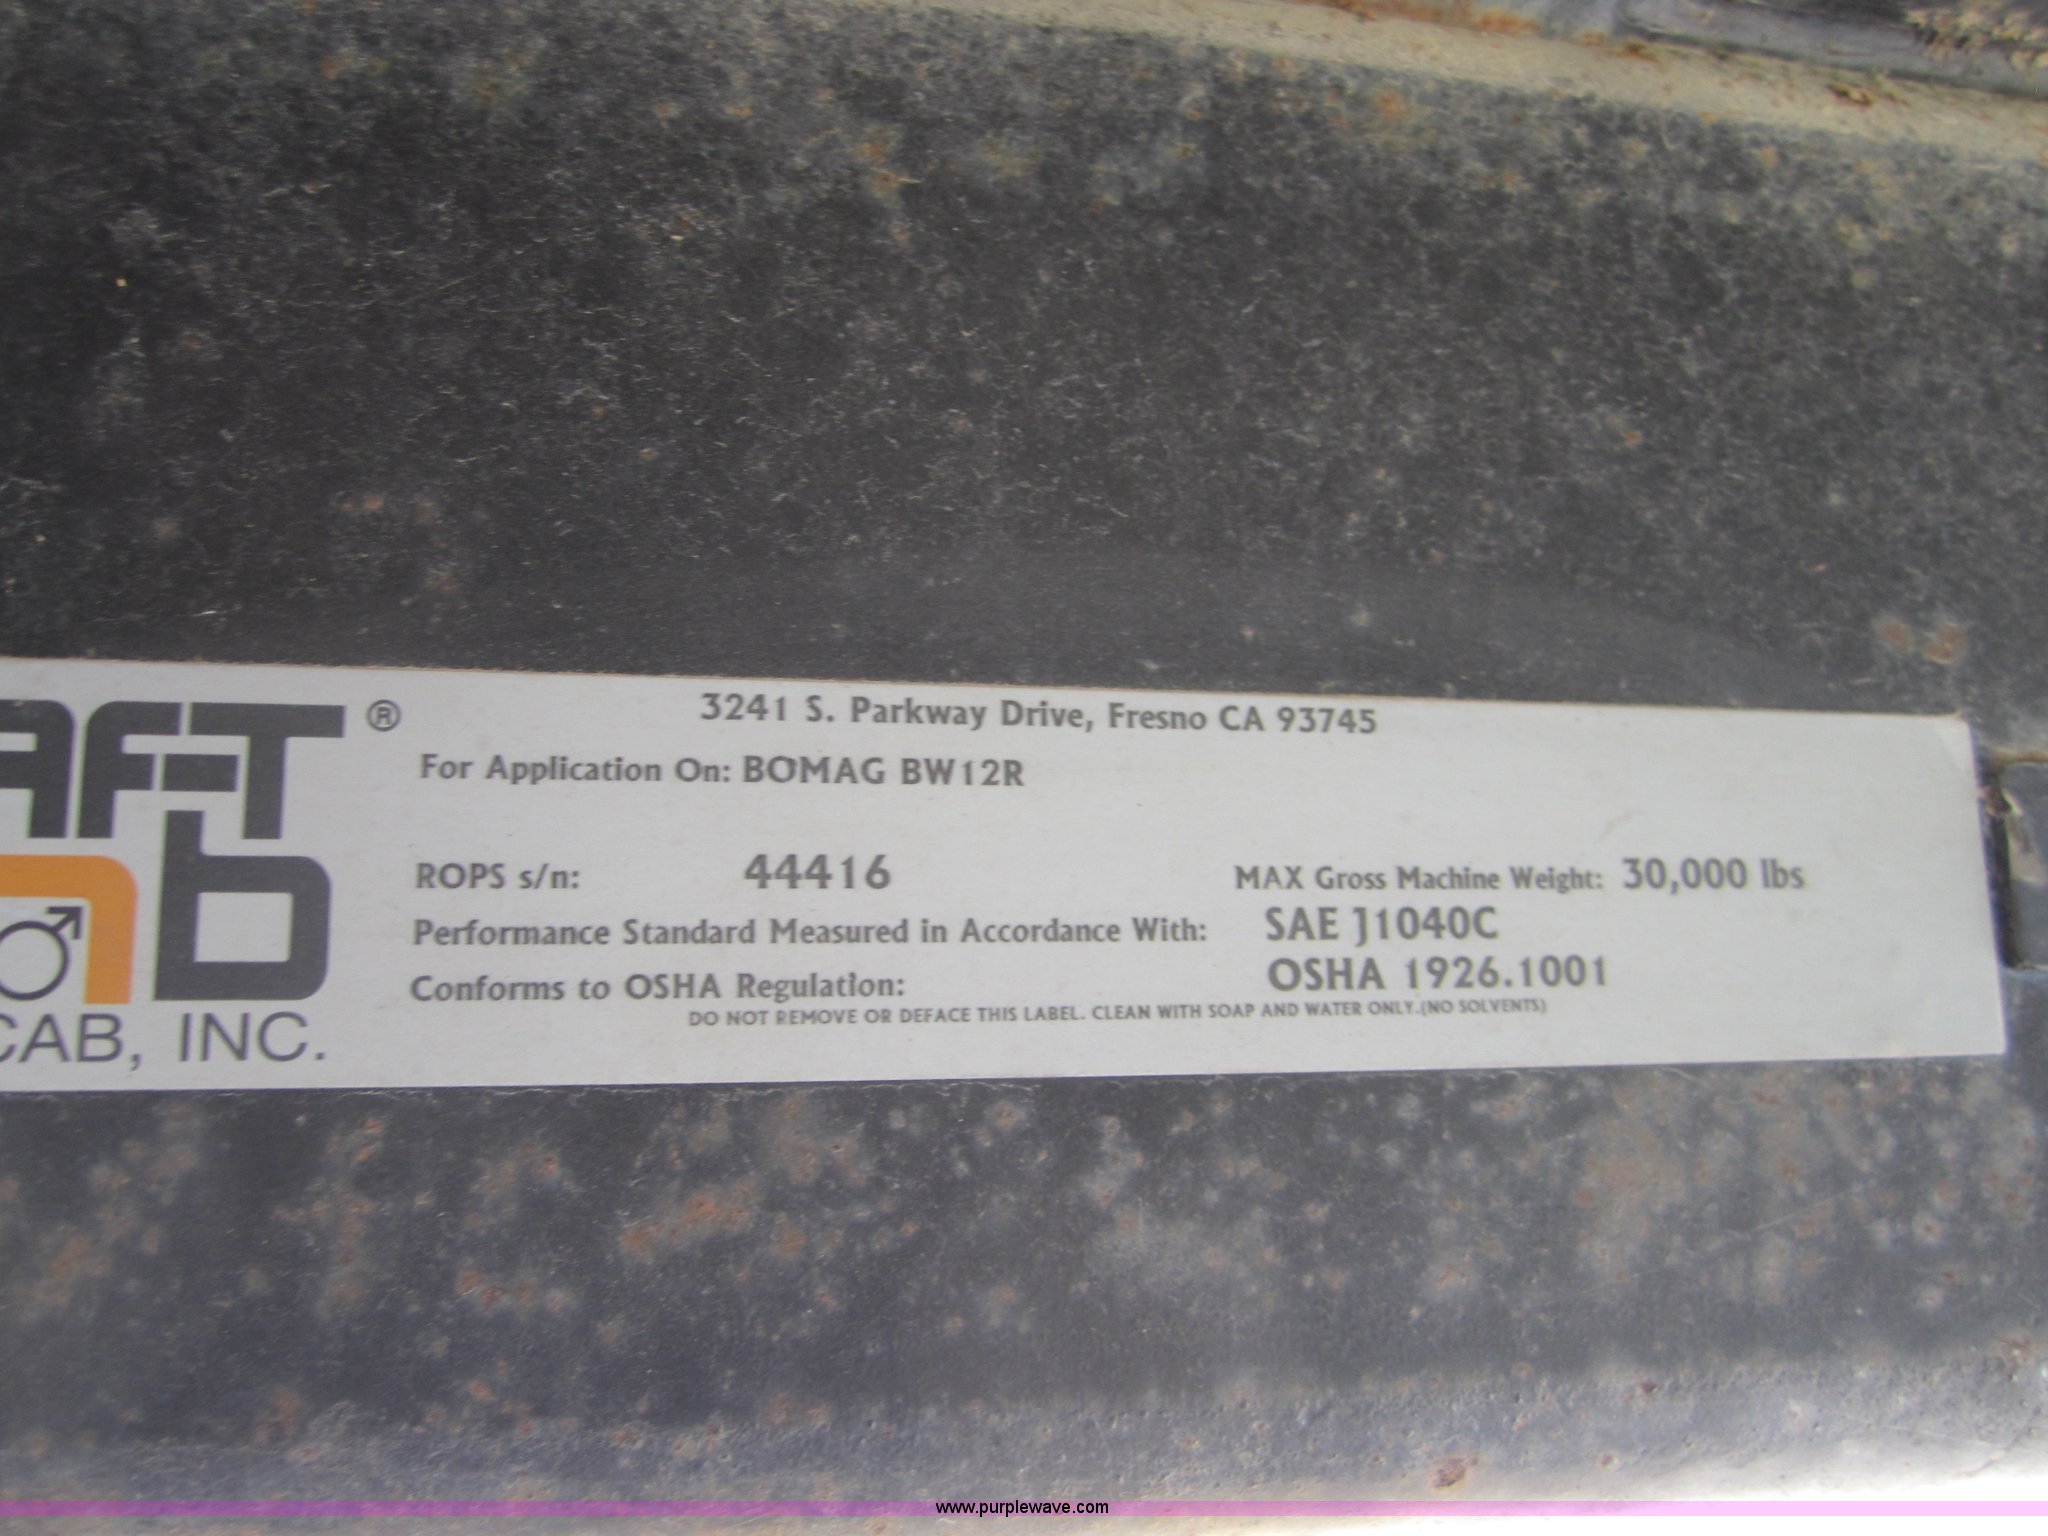 AFT ®
CAB, INC.
3241 S. Parkway Drive, Fresno CA 93745
For Application On: BOMAG BW12R
ROPS s/n: 44416 MAX Gross Machine Weight: 30,000 lbs
Performance Standard Measured in Accordance With: SAE J1040C
Conforms to OSHA Regulation: OSHA 1926.1001
DO NOT REMOVE OR DEFACE THIS LABEL. CLEAN WITH SOAP AND WATER ONLY.(NO SOLVENTS)
www.purplewave.com